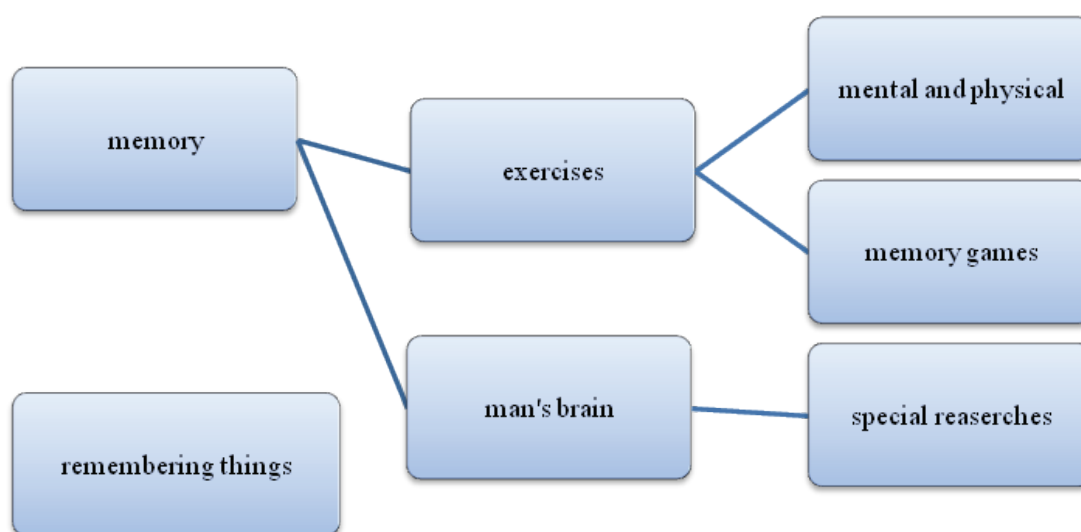 memory
exercises
mental and physical
memory games
man's brain
special reaserches
remembering things